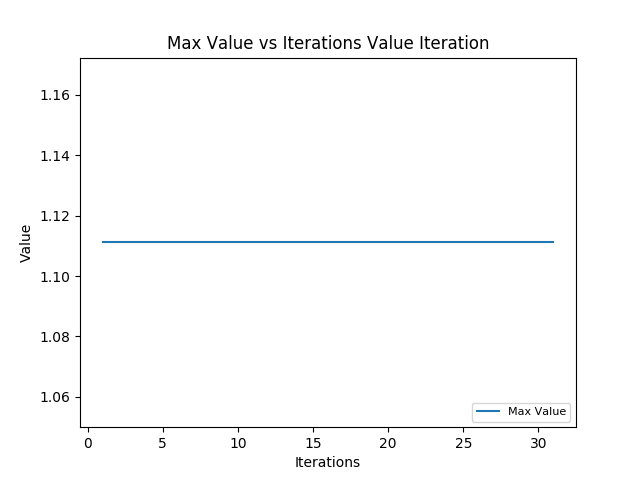 Max Value vs Iterations Value Iteration
1.16
1.14
1.12
1.10
1.08
1.06
Value
0 5 10 15 20 25 30
Iterations
Max Value